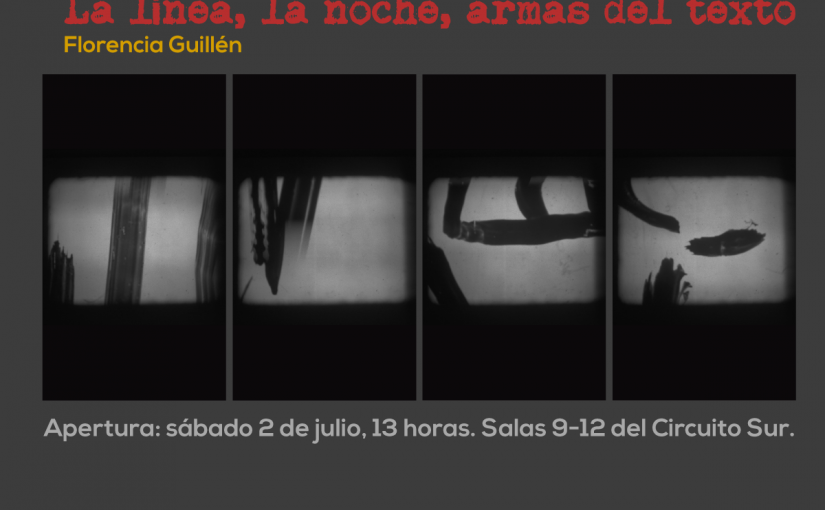 La línea, la noche, armas del texto
Florencia Guillén
Apertura: sábado 2 de julio, 13 horas. Salas 9-12 del Circuito Sur.